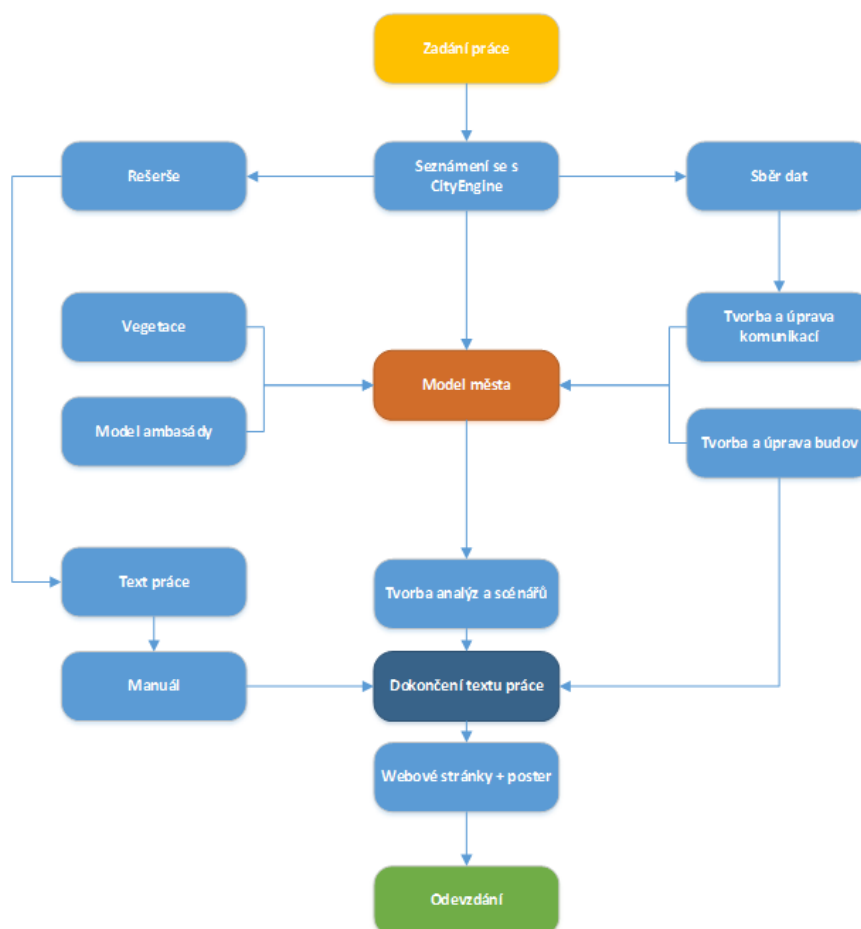 Zadání práce
Rešerše
Seznámení se s
CityEngine
Sběr dat
Vegetace
Tvorba a úprava
komunikací
Model města
Model ambasády
Tvorba a úprava budov
Text práce
Tvorba analýz a scénářů
Manuál
Dokončení textu práce
Webové stránky + poster
Odevzdání